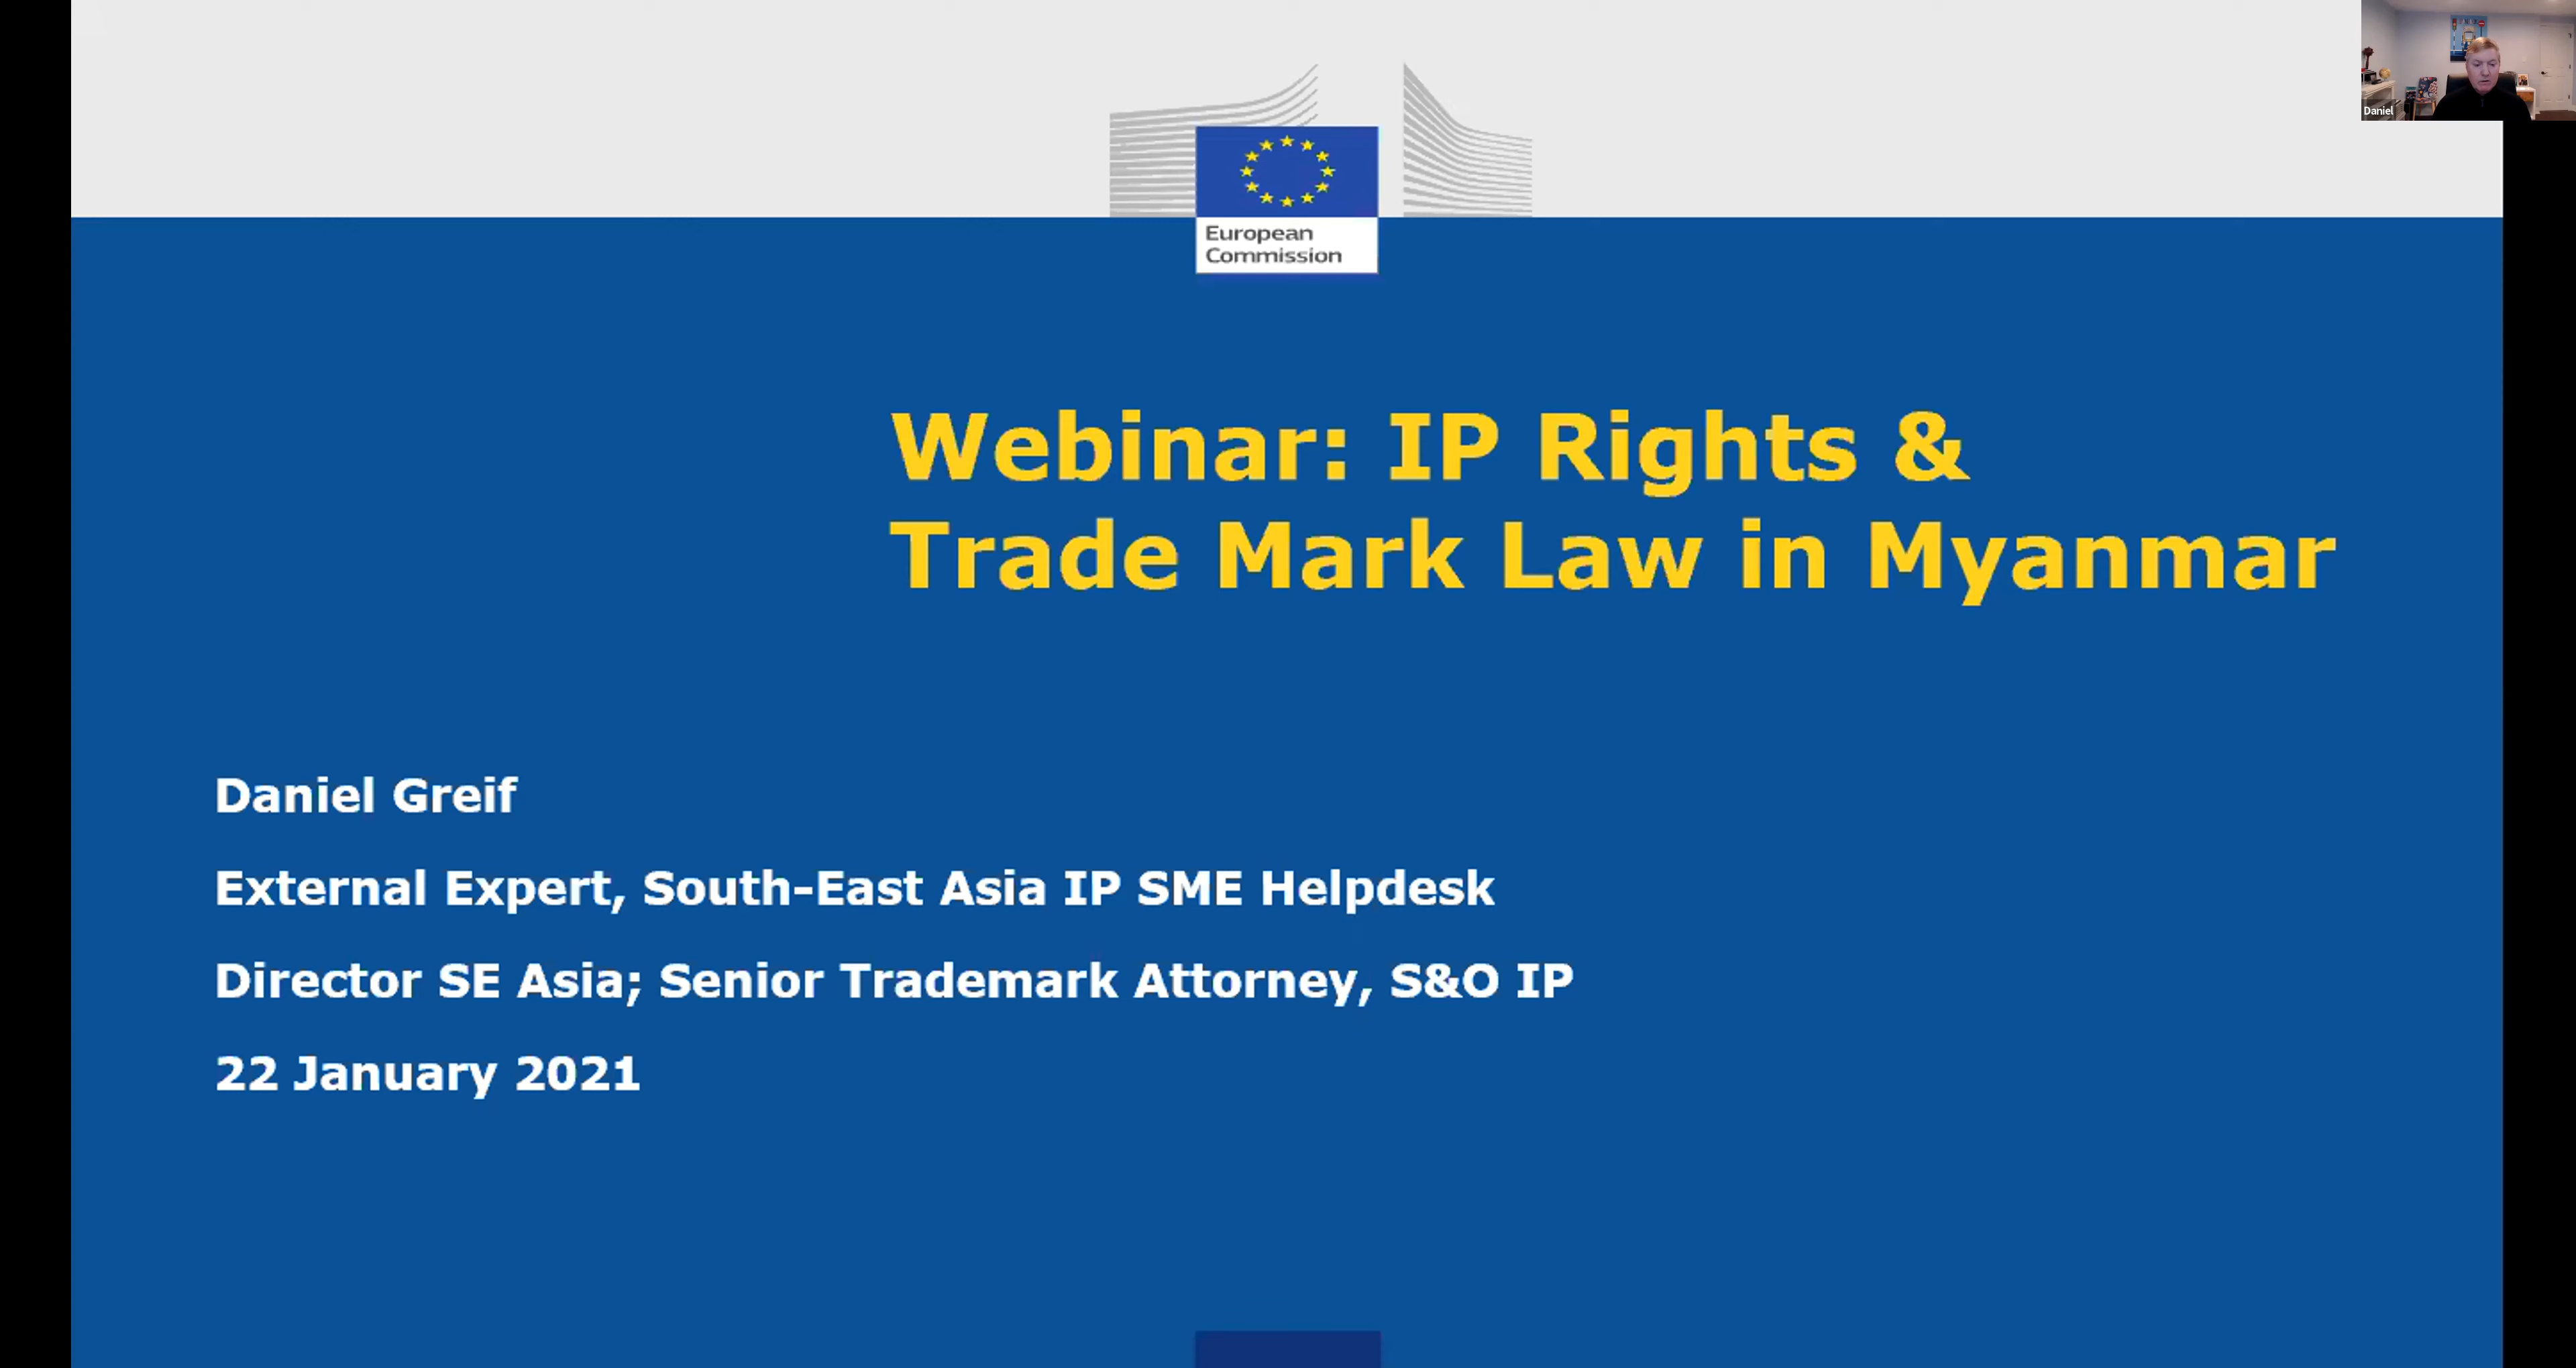 Daniel
European
Commission
Webinar: IP Rights &
Trade Mark Law in Myanmar
Daniel Greif
External Expert, South-East Asia IP SME Helpdesk
Director SE Asia; Senior Trademark Attorney, S&O IP
22 January 2021